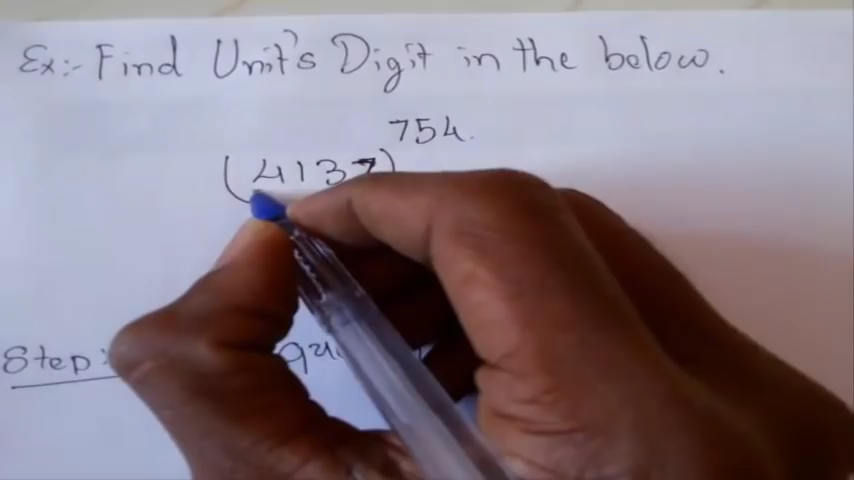 Ex:- Find Unit's Digit in the below.
(4137)
754.
Step: